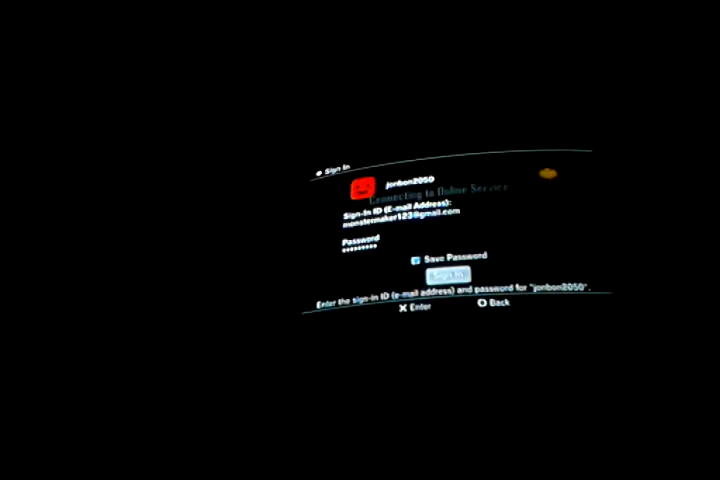 Sign In
jonbon2050
Connecting to Online Service
Sign-In ID (E-mail Address):
monstermaker123@gmail.com
Password
*********
Save Password
Sign In
Enter the sign-in ID (e-mail address) and password for "jonbon2050".
Enter
Back